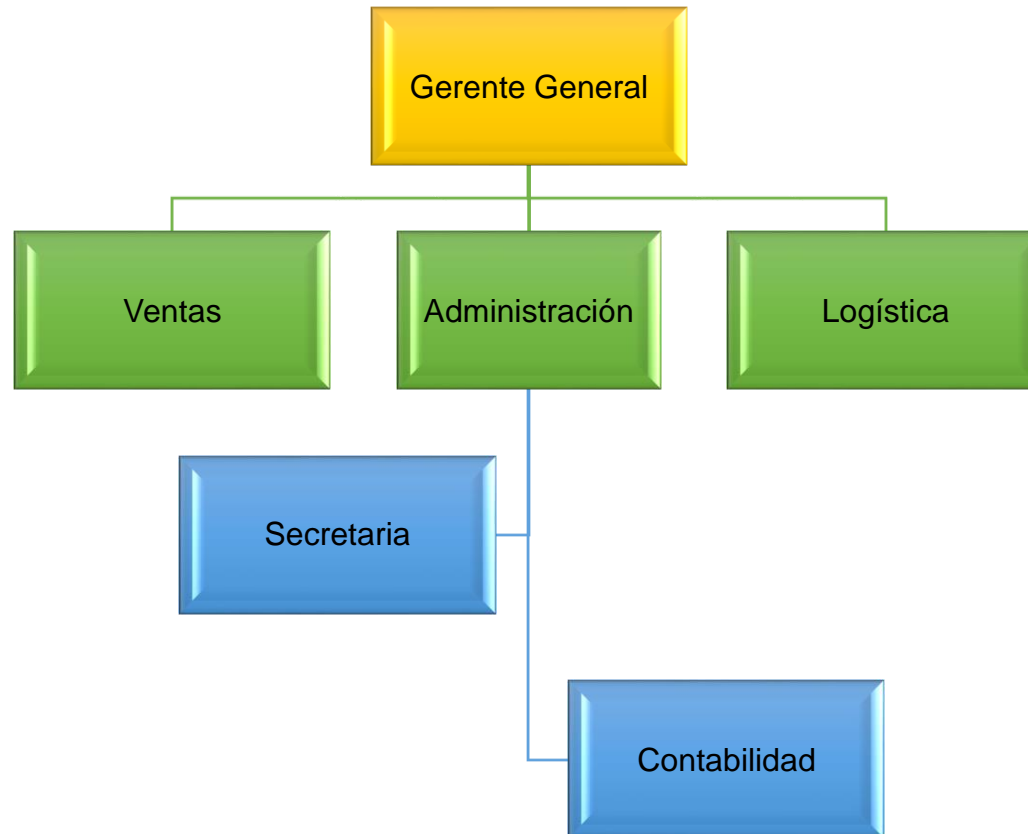 Gerente General
Ventas
Administración
Logística
Secretaria
Contabilidad